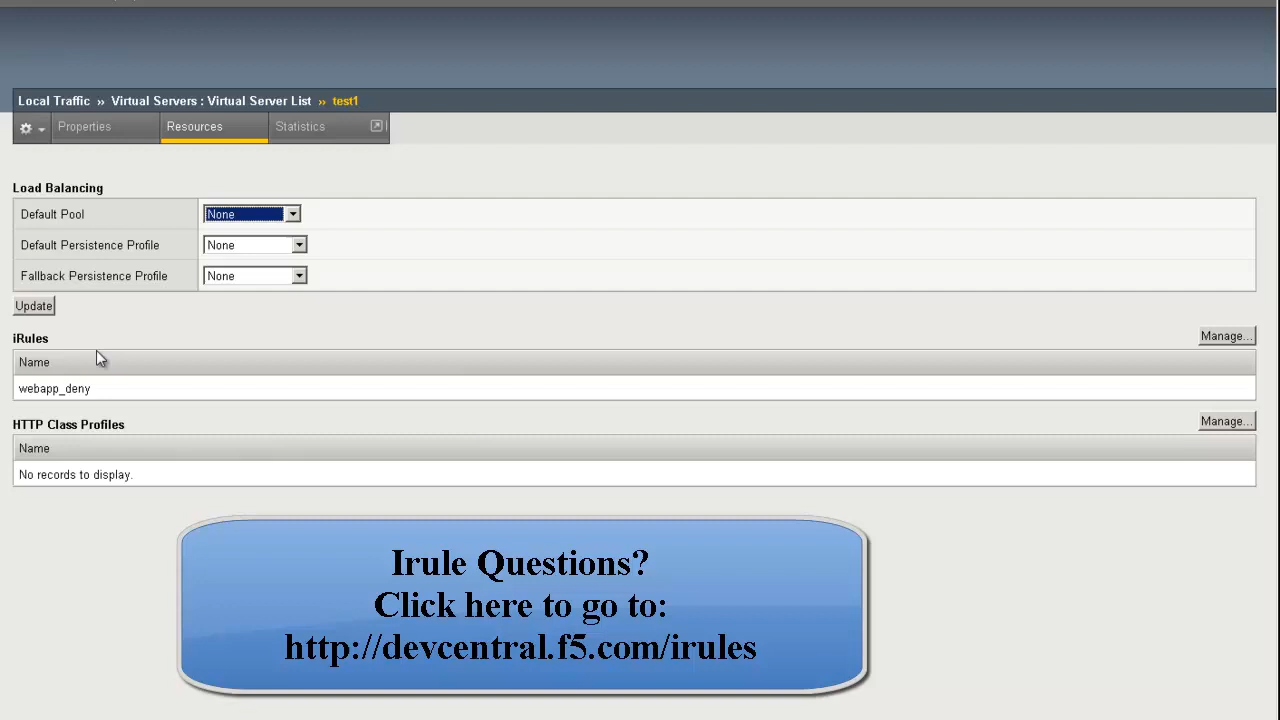 Local Traffic » Virtual Servers : Virtual Server List » test1
Properties Resources Statistics
Load Balancing
Default Pool None
Default Persistence Profile None
Fallback Persistence Profile None
Update
iRules Manage...
Name
webapp_deny
HTTP Class Profiles Manage...
Name
No records to display.
Irule Questions?
Click here to go to:
http://devcentral.f5.com/irules